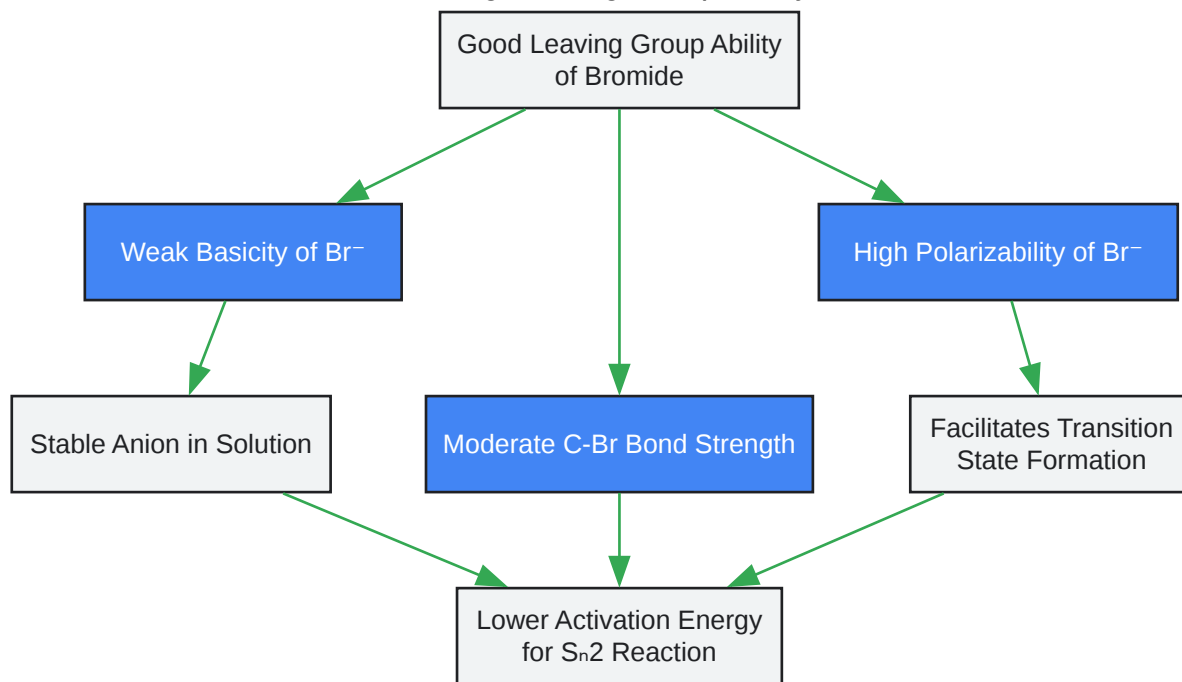 Good Leaving Group Ability
of Bromide
Weak Basicity of Br⁻
High Polarizability of Br⁻
Stable Anion in Solution
Moderate C-Br Bond Strength
Facilitates Transition
State Formation
Lower Activation Energy
for Sₙ2 Reaction